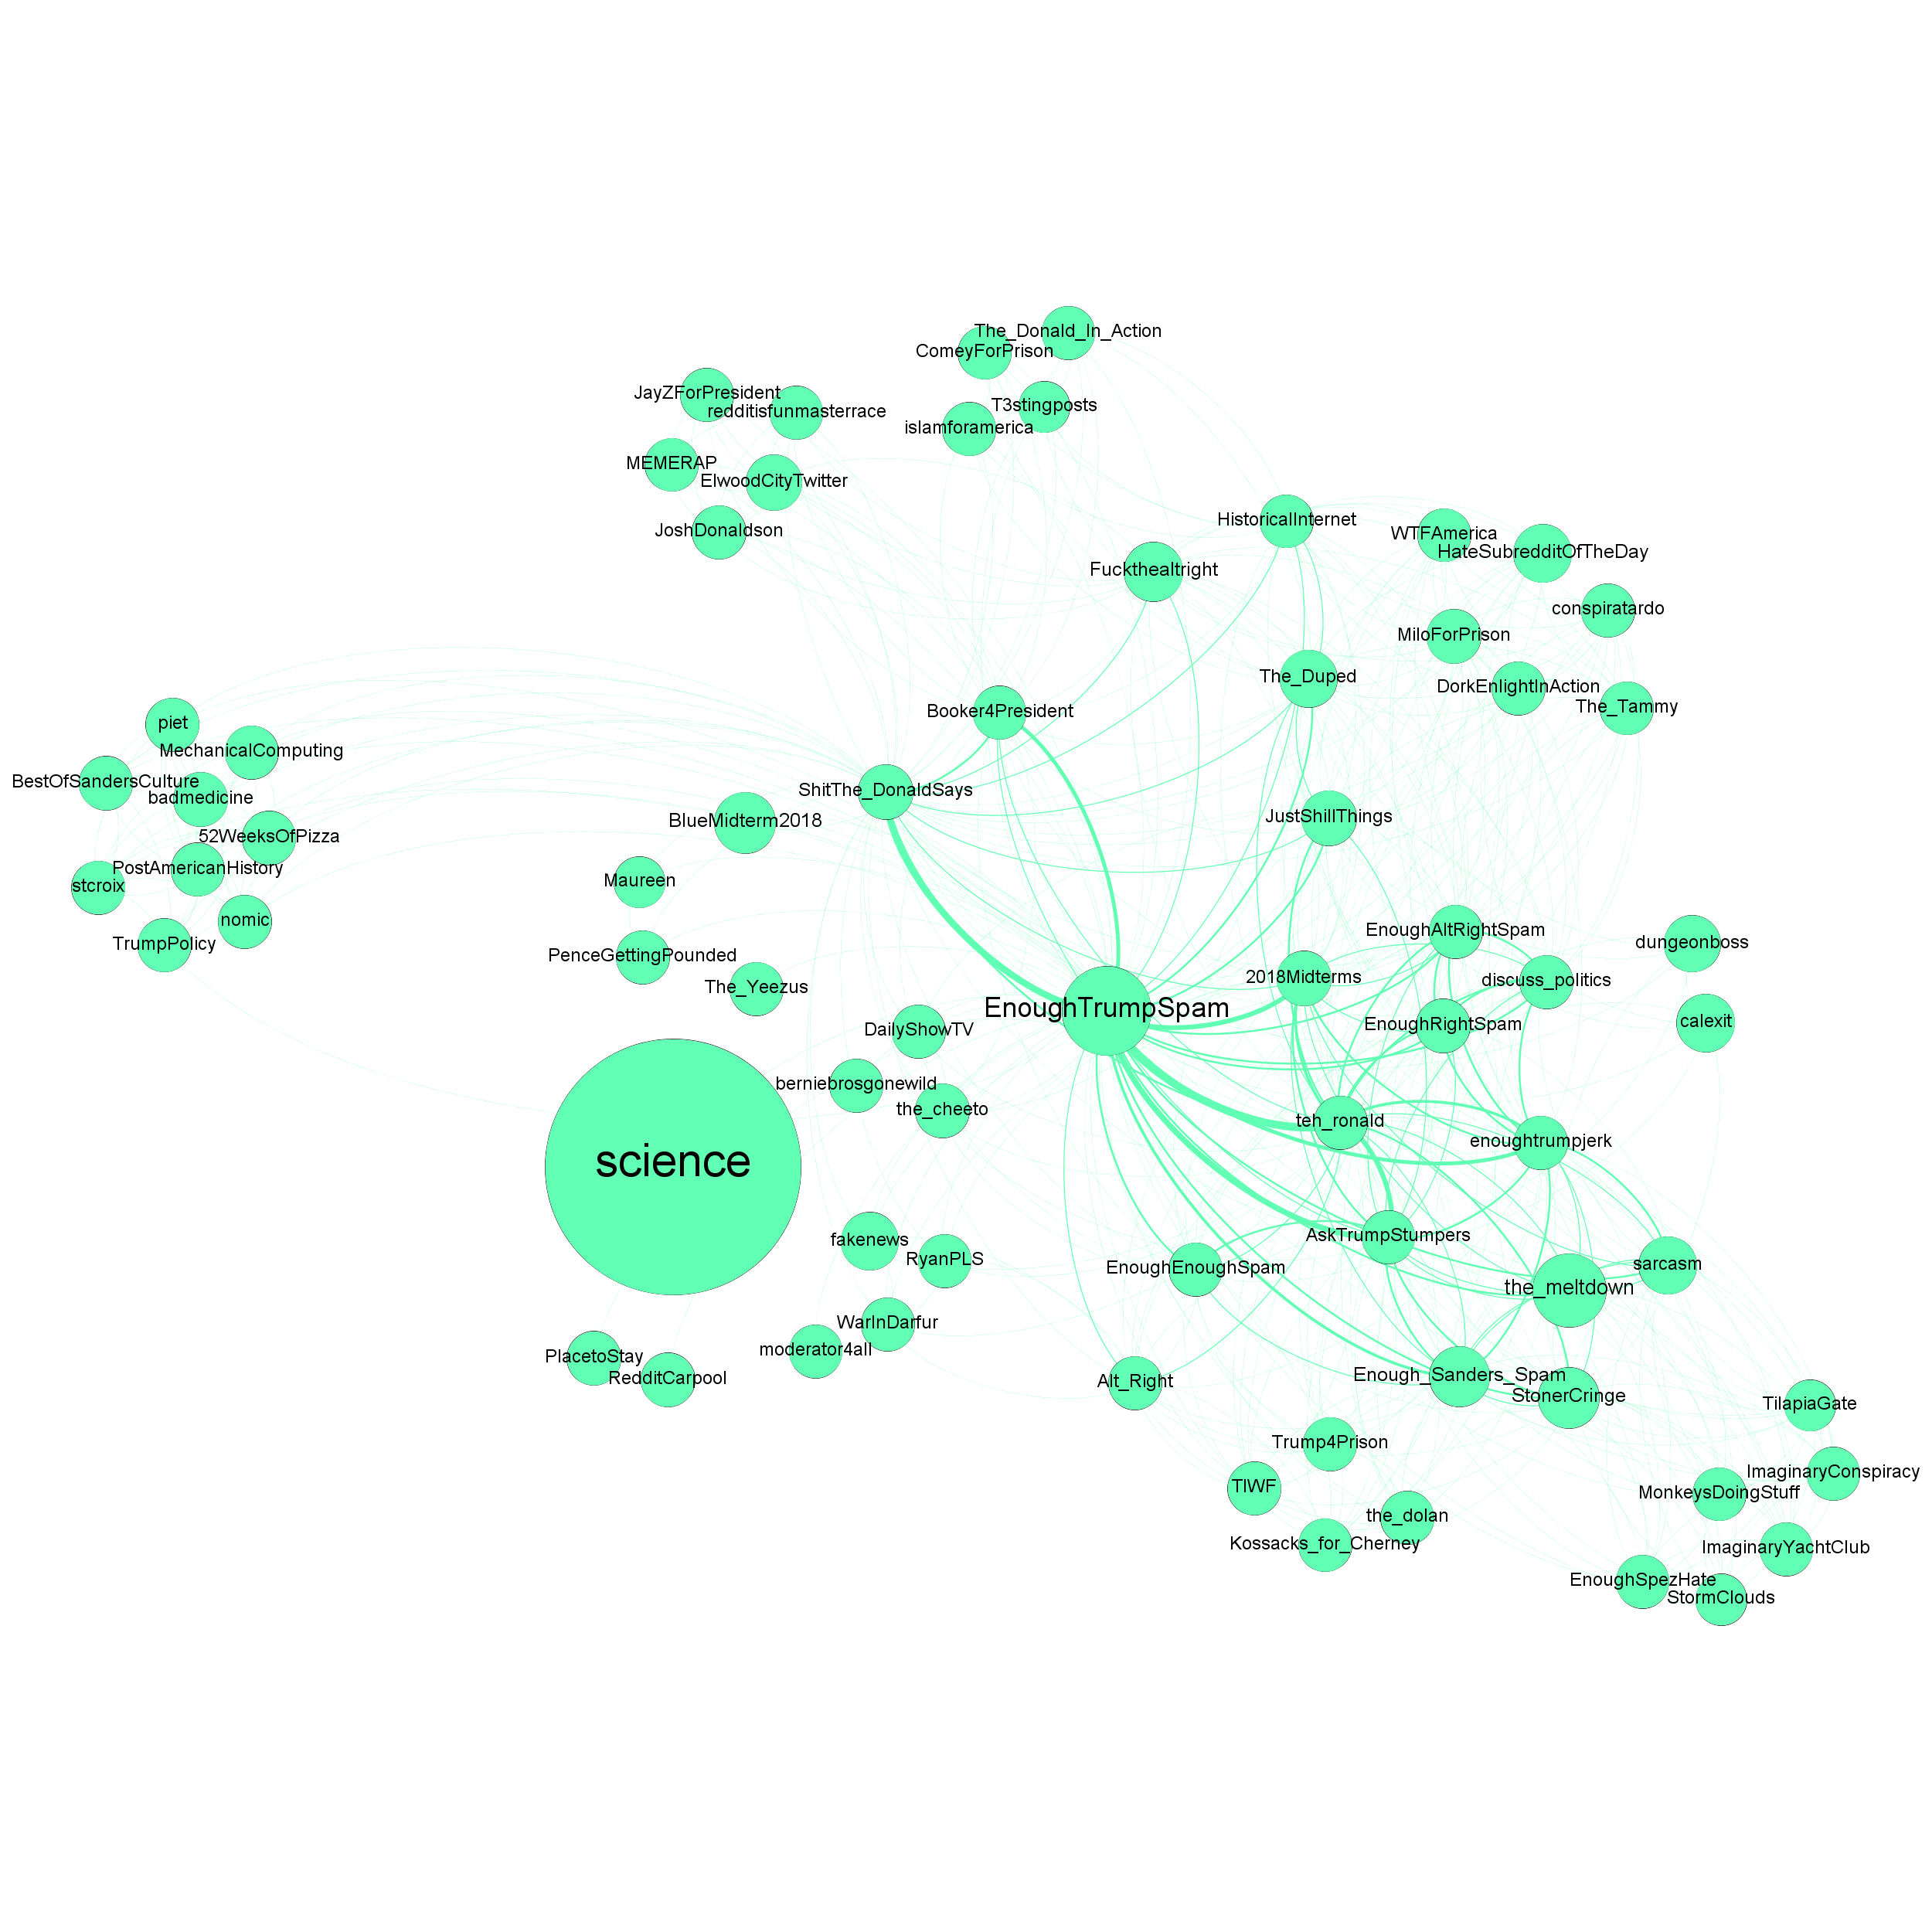 The_Donald_In_Action
ComeyForPrison
JayZForPresident
T3stingposts
redditisfunmasterrace
islamforamerica
MEMERAP
ElwoodCityTwitter
JoshDonaldson
HistoricalInternet
WTFAmerica
HateSubredditOfTheDay
Fuckthealtright
conspiratardo
MiloForPrison
The_Duped
DorkEnlightInAction
The_Tammy
Booker4President
piet
MechanicalComputing
BestOfSandersCulture
badmedicine
ShitThe_DonaldSays
BlueMidterm2018
JustShillThings
52WeeksOfPizza
PostAmericanHistory
stcroix
Maureen
nomic
TrumpPolicy
EnoughAltRightSpam
dungeonboss
PenceGettingPounded
The_Yeezus
2018Midterms
discuss_politics
EnoughTrumpSpam
EnoughRightSpam
calexit
DailyShowTV
berniebrosgonewild
the_cheeto
teh_ronald
enoughtrumpjerk
science
fakenews
RyanPLS
EnoughEnoughSpam
AskTrumpStumpers
sarcasm
the_meltdown
WarInDarfur
moderator4all
PlacetoStay
RedditCarpool
Alt_Right
Enough_Sanders_Spam
StonerCringe
TilapiaGate
Trump4Prison
TIWF
ImaginaryConspiracy
MonkeysDoingStuff
the_dolan
Kossacks_for_Cherney
ImaginaryYachtClub
EnoughSpezHate
StormClouds